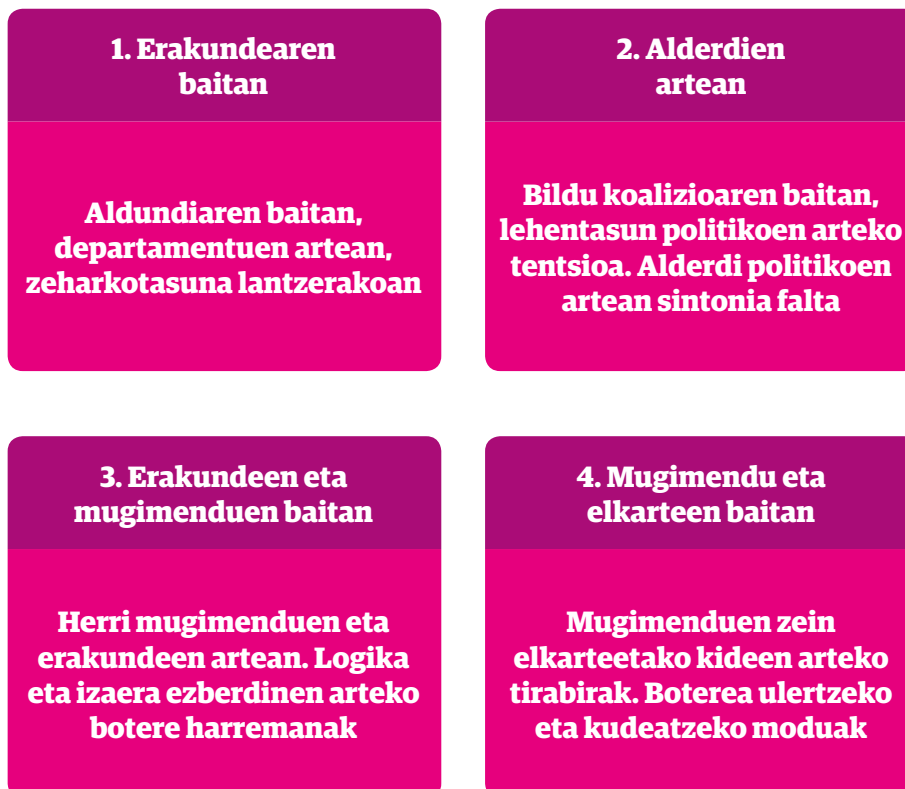 1. Erakundearen
baitan
Aldundiaren baitan,
departamentuen artean,
zeharkotasuna lantzerakoan
2. Alderdien
artean
Bildu koalizioaren baitan,
lehentasun politikoen arteko
tentsioa. Alderdi politikoen
artean sintonia falta
3. Erakundeen eta
mugimenduen baitan
Herri mugimenduen eta
erakundeen artean. Logika
eta izaera ezberdinen arteko
botere harremanak
4. Mugimendu eta
elkarteen baitan
Mugimenduen zein
elkarteetako kideen arteko
tirabirak. Boterea ulertzeko
eta kudeatzeko moduak